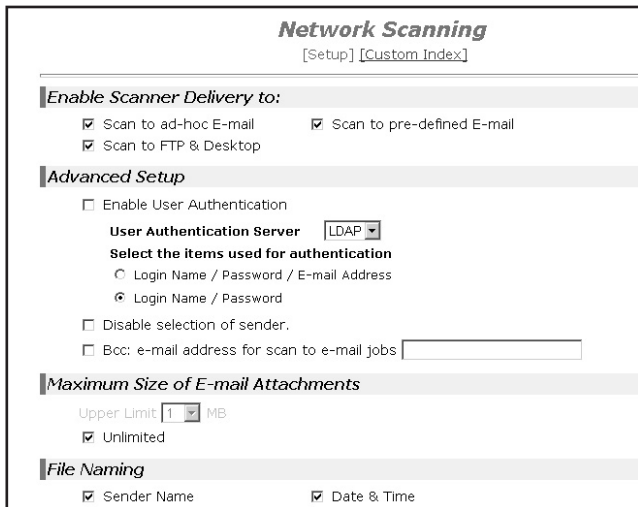 Network Scanning
[Setup] [Custom Index]
Enable Scanner Delivery to:
Scan to ad-hoc E-mail Scan to pre-defined E-mail
Scan to FTP & Desktop
Advanced Setup
Enable User Authentication
User Authentication Server LDAP
Select the items used for authentication
Login Name / Password / E-mail Address
Login Name / Password
Disable selection of sender.
Bcc: e-mail address for scan to e-mail jobs
Maximum Size of E-mail Attachments
Upper Limit 1 MB
Unlimited
File Naming
Sender Name Date & Time